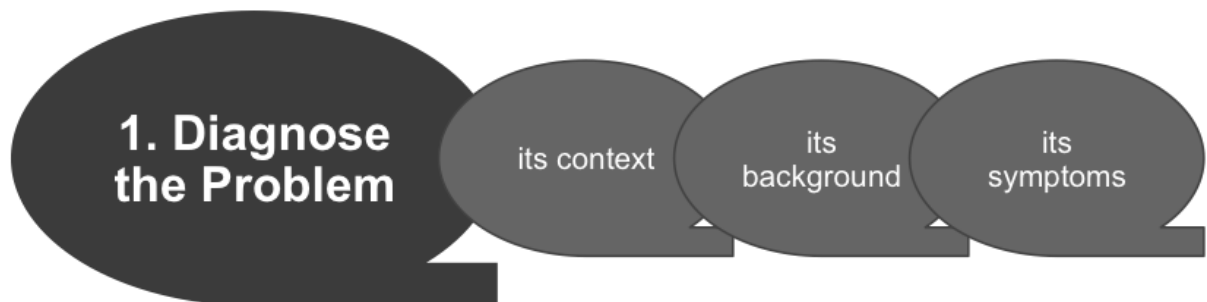 1. Diagnose
the Problem
its context
its
background
its
symptoms